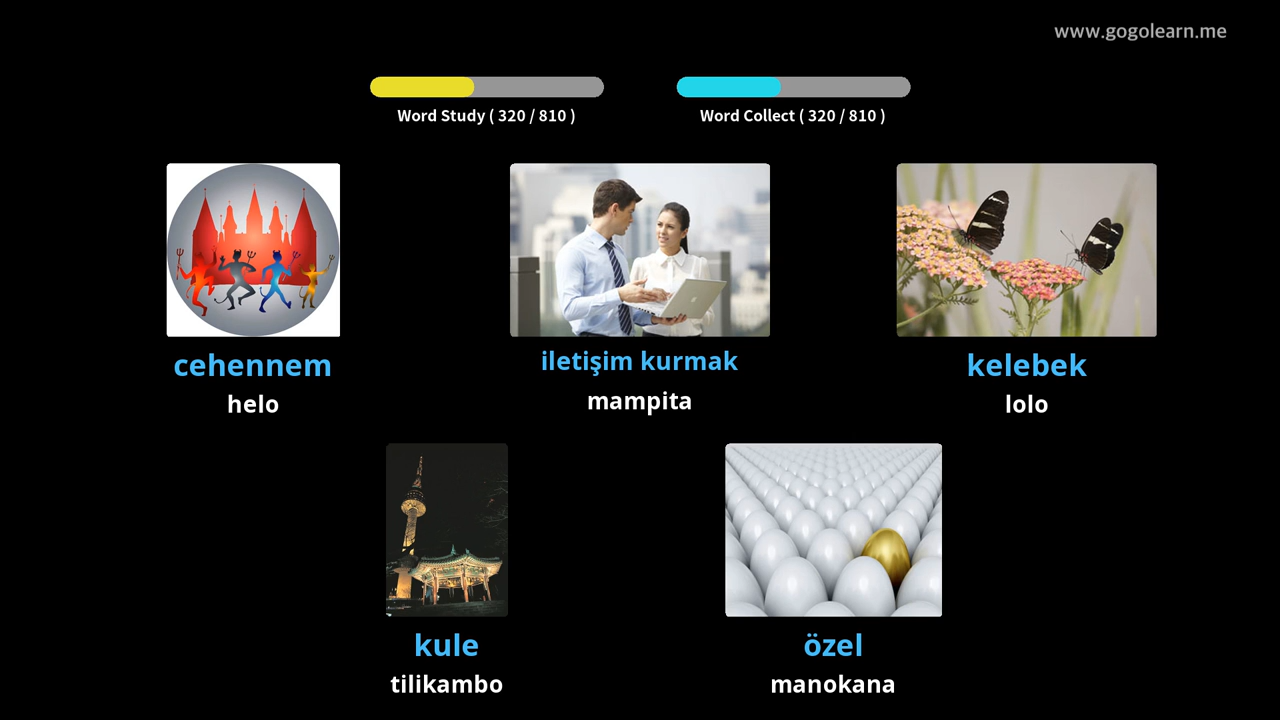 www.gogolearn.me
Word Study ( 320 / 810 )
Word Collect ( 320 / 810 )
cehennem
helo
iletişim kurmak
mampita
kelebek
lolo
kule
tilikambo
özel
manokana